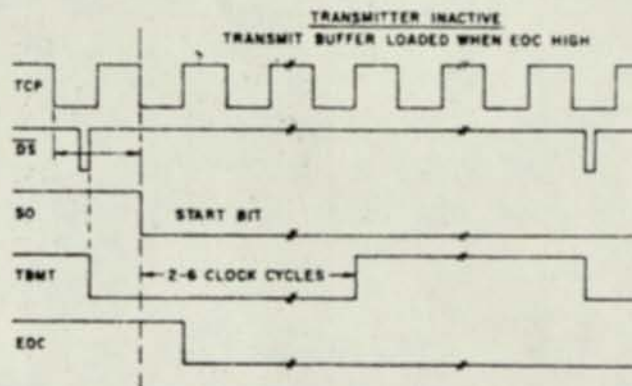 TRANSMITTER INACTIVE
TRANSMIT BUFFER LOADED WHEN EOC HIGH
TCP
DS
SO
START BIT
TBMT
2-6 CLOCK CYCLES
EOC